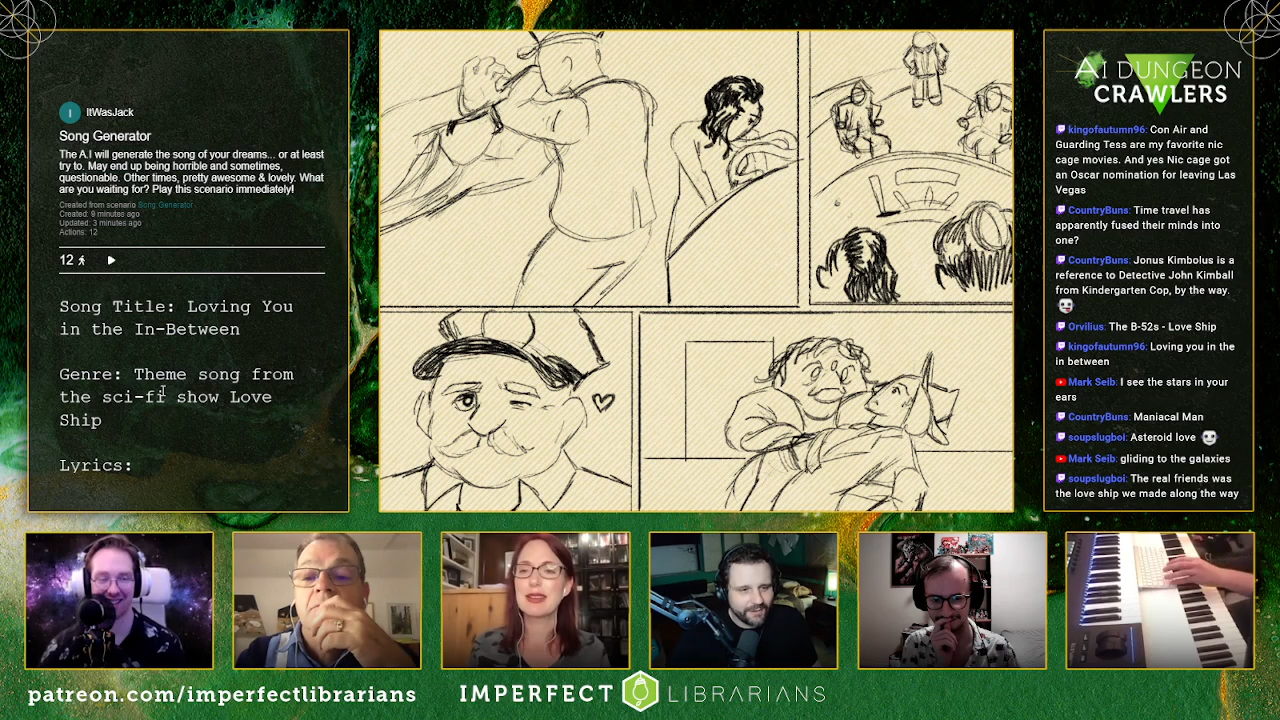 ItWasJack
Song Generator
The A.I will generate the song of your dreams... or at least
try to. May end up being horrible and sometimes,
questionable. Other times, pretty awesome & lovely. What
are you waiting for? Play this scenario immediately!
Created from scenario Song Generator
Created: 9 minutes ago
Updated: 3 minutes ago
Actions: 12
12
Song Title: Loving You
in the In-Between
Genre: Theme song from
the sci-fi show Love
Ship
Lyrics:
AI DUNGEON
CRAWLERS
kingofautumn96: Con Air and
Guarding Tess are my favorite nic
cage movies. And yes Nic cage got
an Oscar nomination for leaving Las
Vegas
CountryBuns: Time travel has
apparently fused their minds into
one?
CountryBuns: Jonus Kimbolus is a
reference to Detective John Kimball
from Kindergarten Cop, by the way.
Orvilius: The B-52s - Love Ship
kingofautumn96: Loving you in the
in between
Mark Seib: I see the stars in your
ears
CountryBuns: Maniacal Man
soupslugboi: Asteroid love
Mark Seib: gliding to the galaxies
soupslugboi: The real friends was
the love ship we made along the way
patreon.com/imperfectlibrarians
IMPERFECT LIBRARIANS